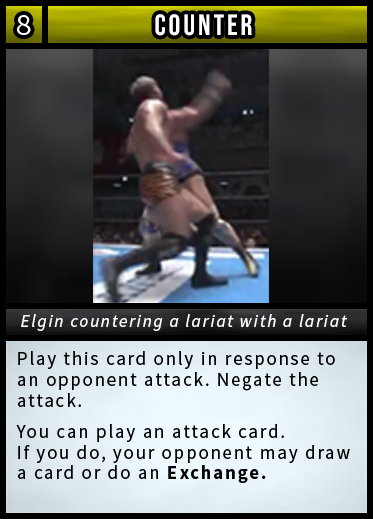 8 COUNTER
Elgin countering a lariat with a lariat
Play this card only in response to
an opponent attack. Negate the
attack.
You can play an attack card.
If you do, your opponent may draw
a card or do an Exchange.